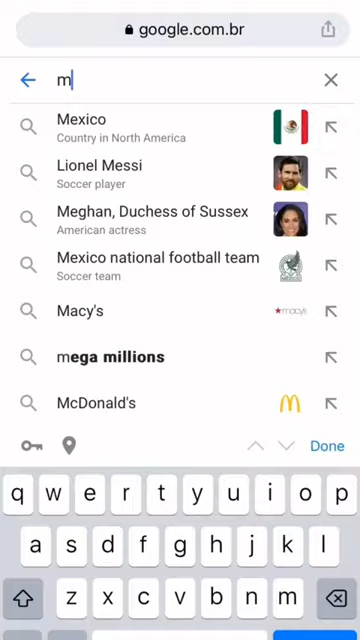 google.com.br
m
Mexico
Country in North America
Lionel Messi
Soccer player
Meghan, Duchess of Sussex
American actress
Mexico national football team
Soccer team
Macy's
macy's
mega millions
McDonald's
Done
q w e r t y u i o p
a s d f g h j k l
z x c v b n m